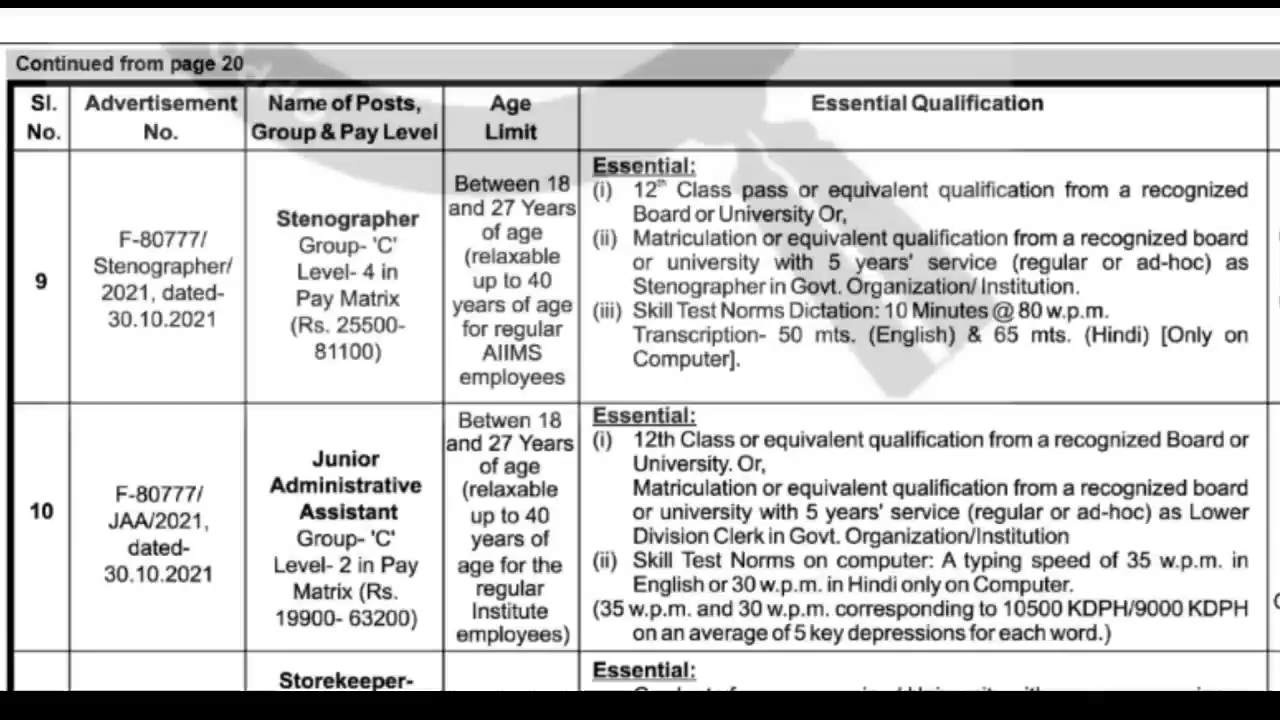 Continued from page 20
Sl. No.
Advertisement No.
Name of Posts, Group & Pay Level
Age Limit
Essential Qualification
9
F-80777/
Stenographer/
2021, dated-
30.10.2021
Stenographer
Group- 'C'
Level- 4 in
Pay Matrix
(Rs. 25500-
81100)
Between 18
and 27 Years
of age
(relaxable
up to 40
years of age
for regular
AIIMS
employees
Essential:
(i) 12th Class pass or equivalent qualification from a recognized
Board or University Or,
(ii) Matriculation or equivalent qualification from a recognized board
or university with 5 years' service (regular or ad-hoc) as
Stenographer in Govt. Organization/ Institution.
(iii) Skill Test Norms Dictation: 10 Minutes @ 80 w.p.m.
Transcription- 50 mts. (English) & 65 mts. (Hindi) [Only on
Computer].
10
F-80777/
JAA/2021,
dated-
30.10.2021
Junior
Administrative
Assistant
Group- 'C'
Level- 2 in Pay
Matrix (Rs.
19900- 63200)
Betwen 18
and 27 Years
of age
(relaxable
up to 40
years of
age for the
regular
Institute
employees)
Essential:
(i) 12th Class or equivalent qualification from a recognized Board or
University. Or,
Matriculation or equivalent qualification from a recognized board
or university with 5 years' service (regular or ad-hoc) as Lower
Division Clerk in Govt. Organization/Institution
(ii) Skill Test Norms on computer: A typing speed of 35 w.p.m. in
English or 30 w.p.m. in Hindi only on Computer.
(35 w.p.m. and 30 w.p.m. corresponding to 10500 KDPH/9000 KDPH
on an average of 5 key depressions for each word.)
Storekeeper-
Essential: